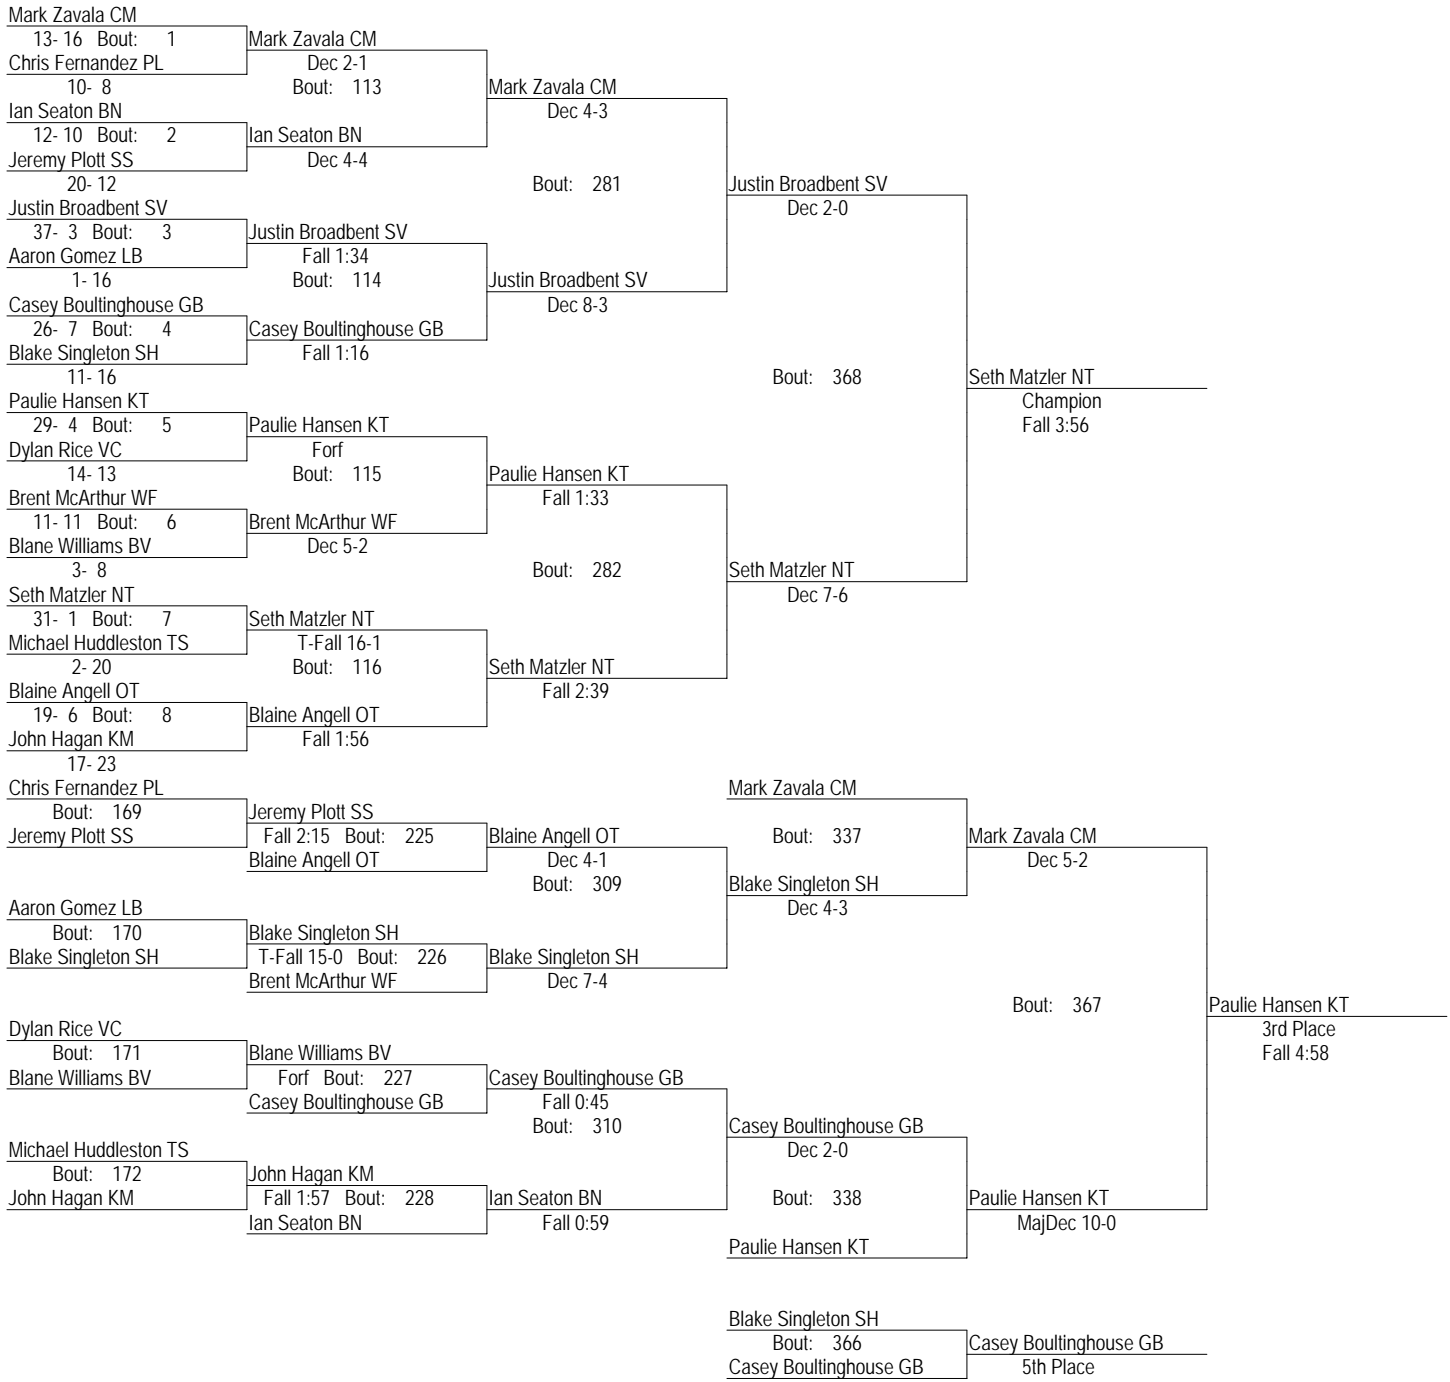 Mark Zavala CM
13- 16 Bout: 1 Mark Zavala CM
Chris Fernandez PL Dec 2-1
10- 8 Bout: 113 Mark Zavala CM
Ian Seaton BN Dec 4-3
12- 10 Bout: 2 Ian Seaton BN
Jeremy Plott SS Dec 4-4
20- 12 Bout: 281 Justin Broadbent SV
Justin Broadbent SV Dec 2-0
37- 3 Bout: 3 Justin Broadbent SV
Aaron Gomez LB Fall 1:34
1- 16 Bout: 114 Justin Broadbent SV
Casey Boultinghouse GB Dec 8-3
26- 7 Bout: 4 Casey Boultinghouse GB
Blake Singleton SH Fall 1:16
11- 16 Bout: 368 Seth Matzler NT
Paulie Hansen KT Champion
29- 4 Bout: 5 Paulie Hansen KT Fall 3:56
Dylan Rice VC Forf
14- 13 Bout: 115 Paulie Hansen KT
Brent McArthur WF Fall 1:33
11- 11 Bout: 6 Brent McArthur WF
Blane Williams BV Dec 5-2
3- 8 Bout: 282 Seth Matzler NT
Seth Matzler NT Dec 7-6
31- 1 Bout: 7 Seth Matzler NT
Michael Huddleston TS T-Fall 16-1
2- 20 Bout: 116 Seth Matzler NT
Blaine Angell OT Fall 2:39
19- 6 Bout: 8 Blaine Angell OT
John Hagan KM Fall 1:56
17- 23
Chris Fernandez PL Mark Zavala CM
Bout: 169 Jeremy Plott SS
Jeremy Plott SS Fall 2:15 Bout: 225 Blaine Angell OT Bout: 337 Mark Zavala CM
Blaine Angell OT Dec 4-1 Dec 5-2
Bout: 309 Blake Singleton SH
Aaron Gomez LB Dec 4-3
Bout: 170 Blake Singleton SH
Blake Singleton SH T-Fall 15-0 Bout: 226 Blake Singleton SH
Brent McArthur WF Dec 7-4
Bout: 367 Paulie Hansen KT
Dylan Rice VC 3rd Place
Bout: 171 Blane Williams BV Fall 4:58
Blane Williams BV Forf Bout: 227 Casey Boultinghouse GB
Casey Boultinghouse GB Fall 0:45
Bout: 310 Casey Boultinghouse GB
Michael Huddleston TS Dec 2-0
Bout: 172 John Hagan KM
John Hagan KM Fall 1:57 Bout: 228 Ian Seaton BN Bout: 338 Paulie Hansen KT
Ian Seaton BN Fall 0:59 MajDec 10-0
Paulie Hansen KT
Blake Singleton SH
Bout: 366 Casey Boultinghouse GB
Casey Boultinghouse GB 5th Place